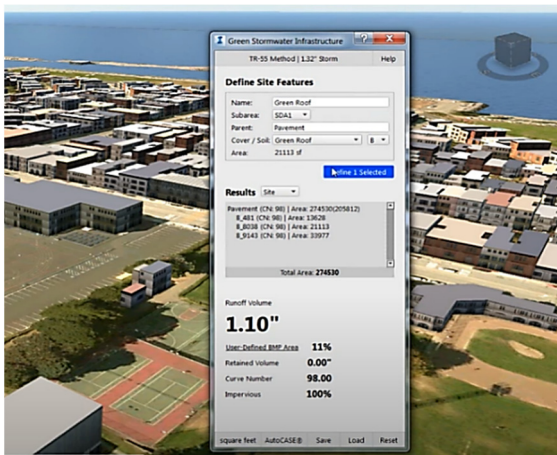 Green Stormwater Infrastructure
TR-55 Method | 1.32" Storm Help
Define Site Features
Name: Green Roof
Subarea: SDA1
Parent: Pavement
Cover / Soil: Green Roof B
Area: 21113 sf
Define 1 Selected
Results Site
Pavement (CN: 98) | Area: 274530(205812)
B_481 (CN: 98) | Area: 13628
B_8038 (CN: 98) | Area: 21113
B_9143 (CN: 98) | Area: 33977
Total Area: 274530
Runoff Volume
1.10"
User-Defined BMP Area 11%
Retained Volume 0.00"
Curve Number 98.00
Impervious 100%
square feet AutoCASE® Save Load Reset